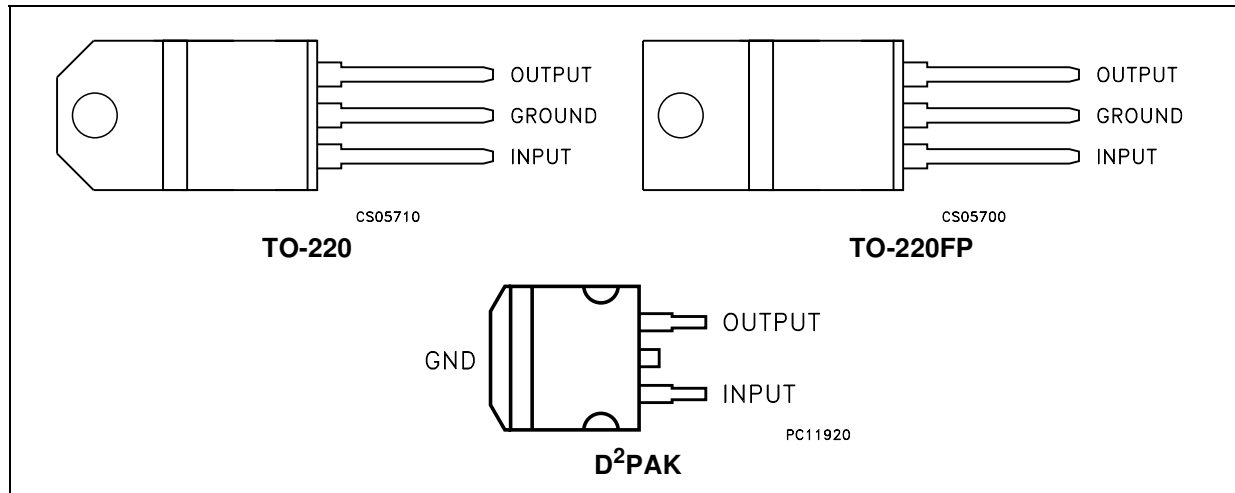 OUTPUT
GROUND
INPUT
CS05710
TO-220
OUTPUT
GROUND
INPUT
CS05700
TO-220FP
OUTPUT
GND
INPUT
PC11920
D²PAK